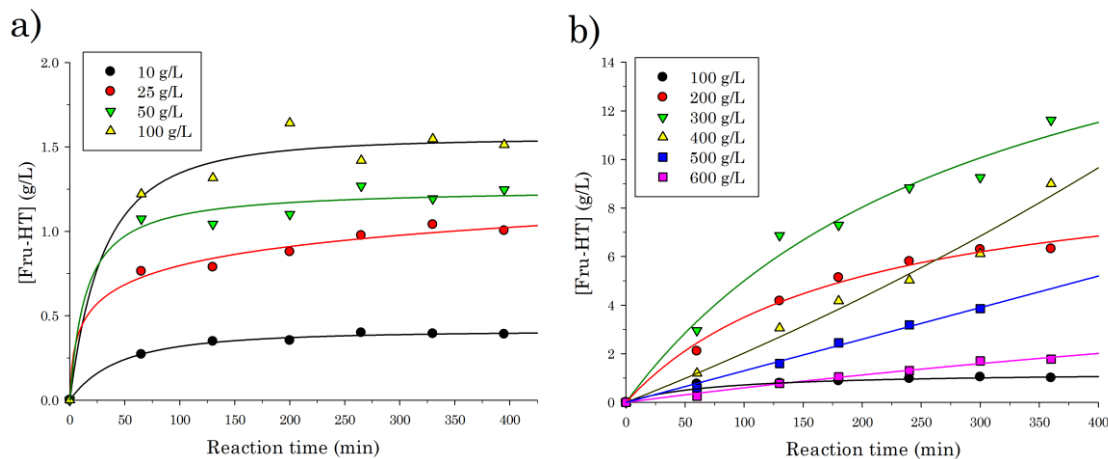 a)
10 g/L
25 g/L
50 g/L
100 g/L
[Fru-HT] (g/L)
2.0
1.5
1.0
0.5
0.0
0 50 100 150 200 250 300 350 400
Reaction time (min)
b)
100 g/L
200 g/L
300 g/L
400 g/L
500 g/L
600 g/L
[Fru-HT] (g/L)
14
12
10
8
6
4
2
0
0 50 100 150 200 250 300 350 400
Reaction time (min)